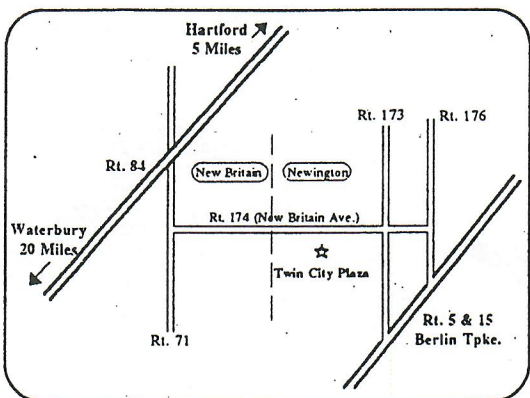 Hartford
5 Miles
Rt. 173
Rt. 176
Rt. 84
New Britain
Newington
Rt. 174 (New Britain Ave.)
Waterbury
20 Miles
Twin City Plaza
Rt. 71
Rt. 5 & 15
Berlin Tpke.